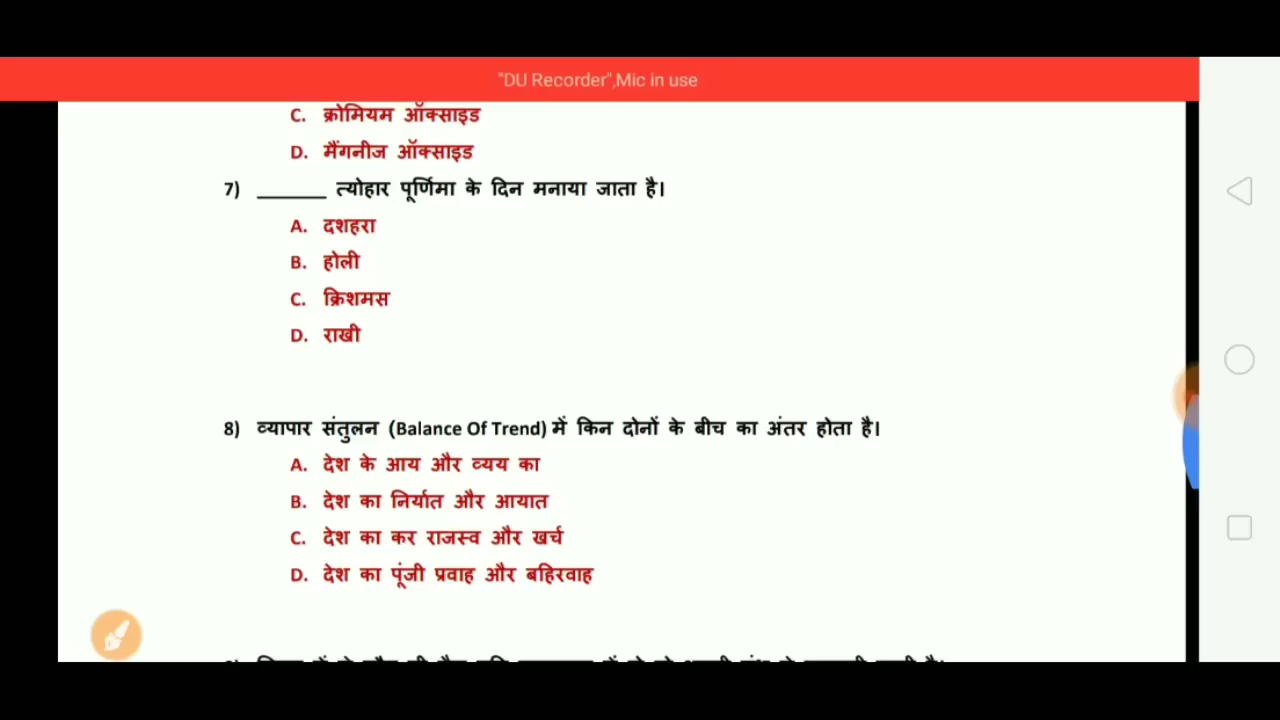 "DU Recorder",Mic in use
C. क्रोमियम ऑक्साइड
D. मैंगनीज ऑक्साइड
7) ______ त्योहार पूर्णिमा के दिन मनाया जाता है।
A. दशहरा
B. होली
C. क्रिशमस
D. राखी
8) व्यापार संतुलन (Balance Of Trend) में किन दोनों के बीच का अंतर होता है।
A. देश के आय और व्यय का
B. देश का निर्यात और आयात
C. देश का कर राजस्व और खर्च
D. देश का पूंजी प्रवाह और बहिरवाह